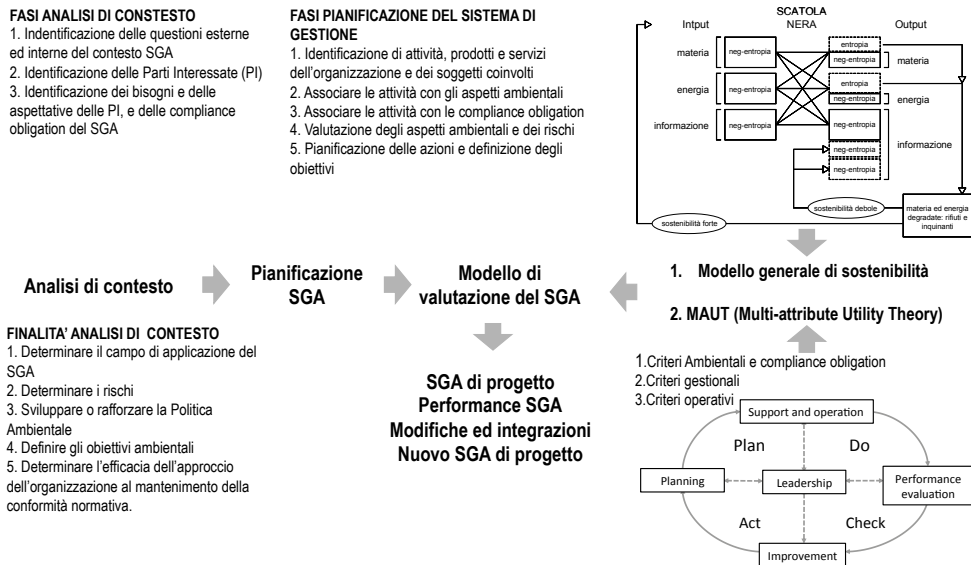 FASI ANALISI DI CONSTESTO
1. Indentificazione delle questioni esterne
ed interne del contesto SGA
2. Identificazione delle Parti Interessate (PI)
3. Identificazione dei bisogni e delle
aspettative delle PI, e delle compliance
obligation del SGA
FASI PIANIFICAZIONE DEL SISTEMA DI
GESTIONE
1. Identificazione di attività, prodotti e servizi
dell'organizzazione e dei soggetti coinvolti
2. Associare le attività con gli aspetti ambientali
3. Associare le attività con le compliance obligation
4. Valutazione degli aspetti ambientali e dei rischi
5. Pianificazione delle azioni e definizione degli
obiettivi
SCATOLA
Intput
NERA
Output
materia
neg-entropia
entropia
neg-entropia
materia
energia
neg-entropia
entropia
neg-entropia
energia
informazione
neg-entropia
neg-entropia
neg-entropia
neg-entropia
informazione
sostenibilità debole
sostenibilità forte
materia ed energia
degradate: rifiuti e
inquinanti
Analisi di contesto
Pianificazione
SGA
Modello di
valutazione del SGA
1. Modello generale di sostenibilità
2. MAUT (Multi-attribute Utility Theory)
FINALITA' ANALISI DI CONTESTO
1. Determinare il campo di applicazione del
SGA
2. Determinare i rischi
3. Sviluppare o rafforzare la Politica
Ambientale
4. Definire gli obiettivi ambientali
5. Determinare l'efficacia dell'approccio
dell'organizzazione al mantenimento della
conformità normativa.
SGA di progetto
Performance SGA
Modifiche ed integrazioni
Nuovo SGA di progetto
1.Criteri Ambientali e compliance obligation
2.Criteri gestionali
3.Criteri operativi
Support and operation
Plan
Do
Planning
Leadership
Performance
evaluation
Act
Check
Improvement